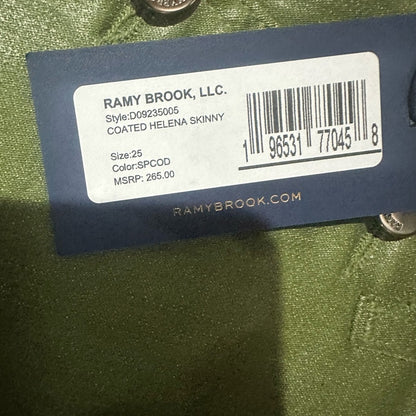 RAMY BROOK, LLC.
Style:D09235005
COATED HELENA SKINNY
Size:25
Color:SPCOD
MSRP: 265.00
1 96531 77045 8
RAMYBROOK.COM